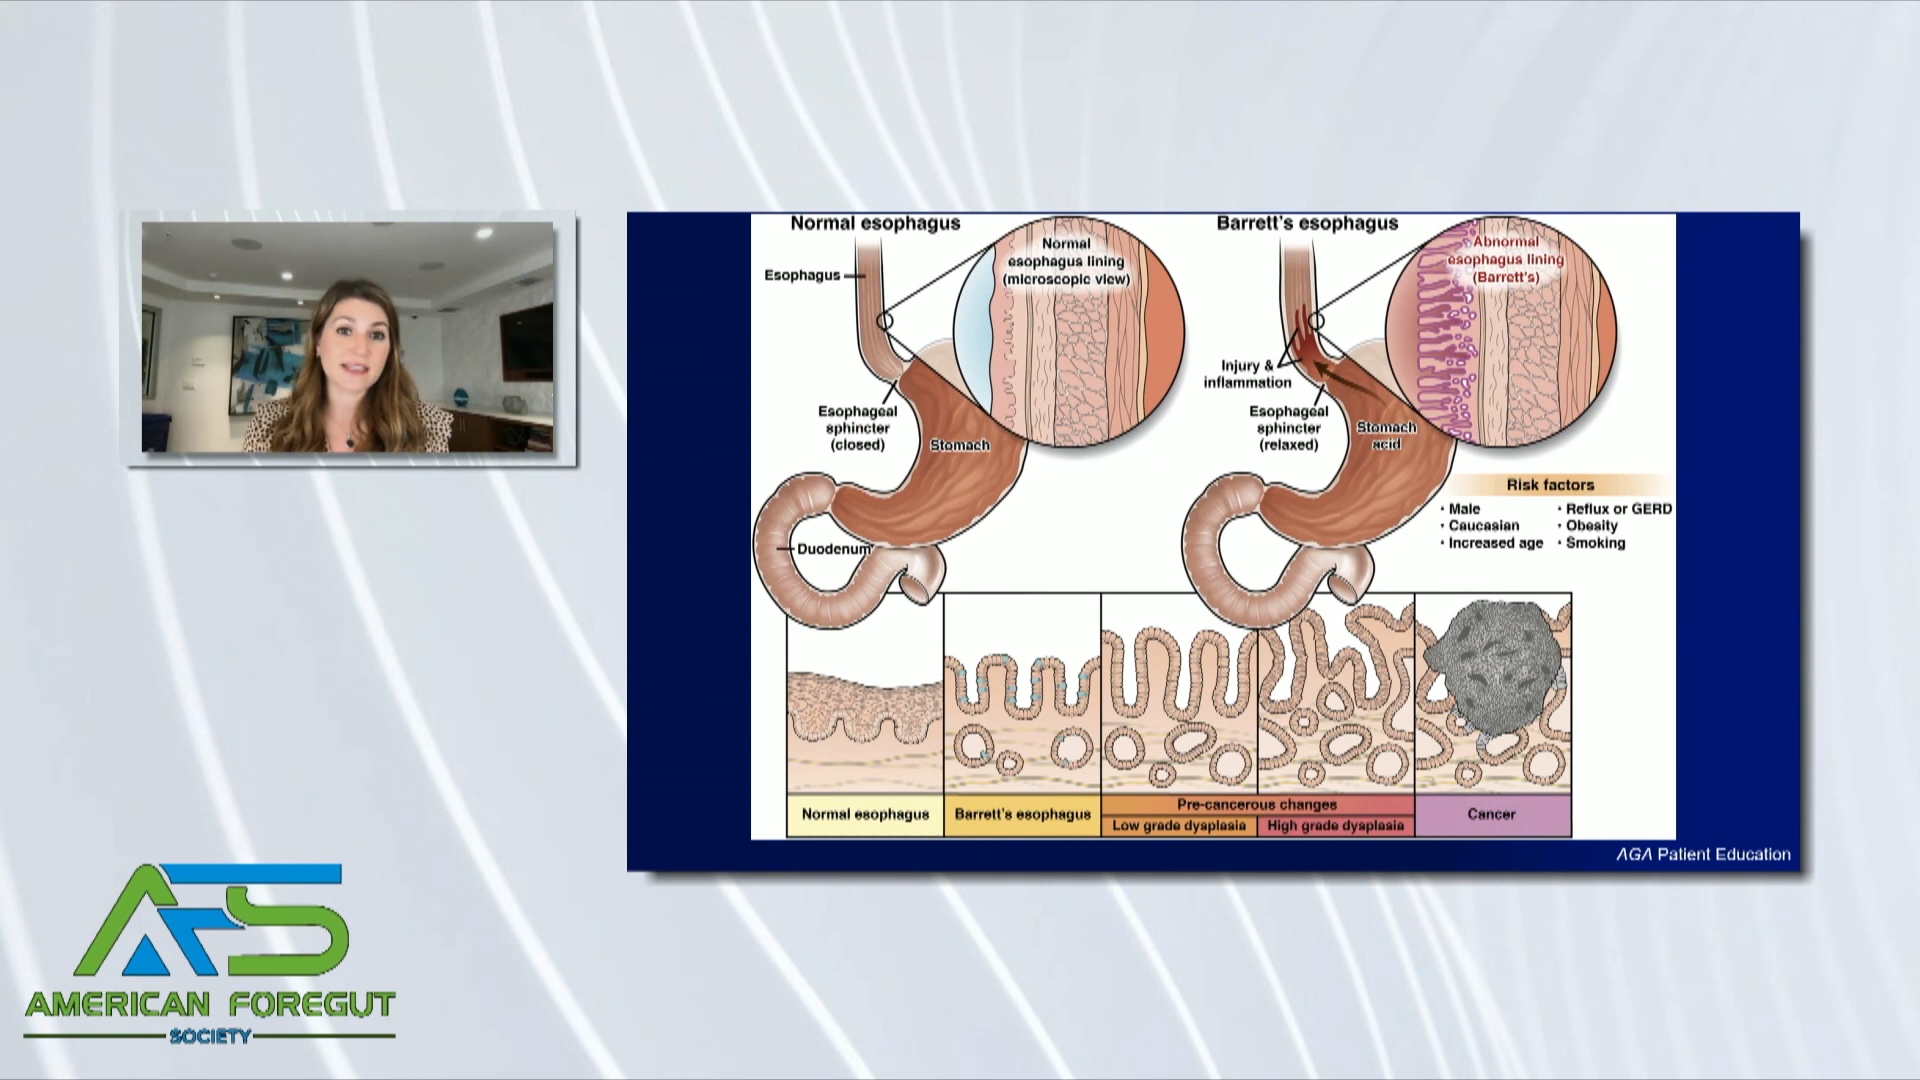 Normal esophagus
Esophagus
Normal
esophagus lining
(microscopic view)
Esophageal
sphincter
(closed)
Stomach
Duodenum
Barrett's esophagus
Abnormal
esophagus lining
(Barrett's)
Injury &
inflammation
Esophageal
sphincter
(relaxed)
Stomach
acid
Risk factors
• Male
• Caucasian
• Increased age
• Reflux or GERD
• Obesity
• Smoking
Normal esophagus
Barrett's esophagus
Pre-cancerous changes
Low grade dysplasia
High grade dysplasia
Cancer
AGA Patient Education
AFS
AMERICAN FOREGUT
SOCIETY